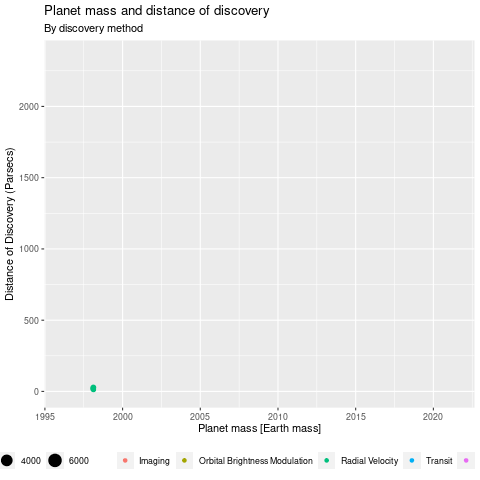 Planet mass and distance of discovery
By discovery method
Distance of Discovery (Parsecs)
2000
1500
1000
500
0
1995 2000 2005 2010 2015 2020
Planet mass [Earth mass]
4000 6000 Imaging Orbital Brightness Modulation Radial Velocity Transit